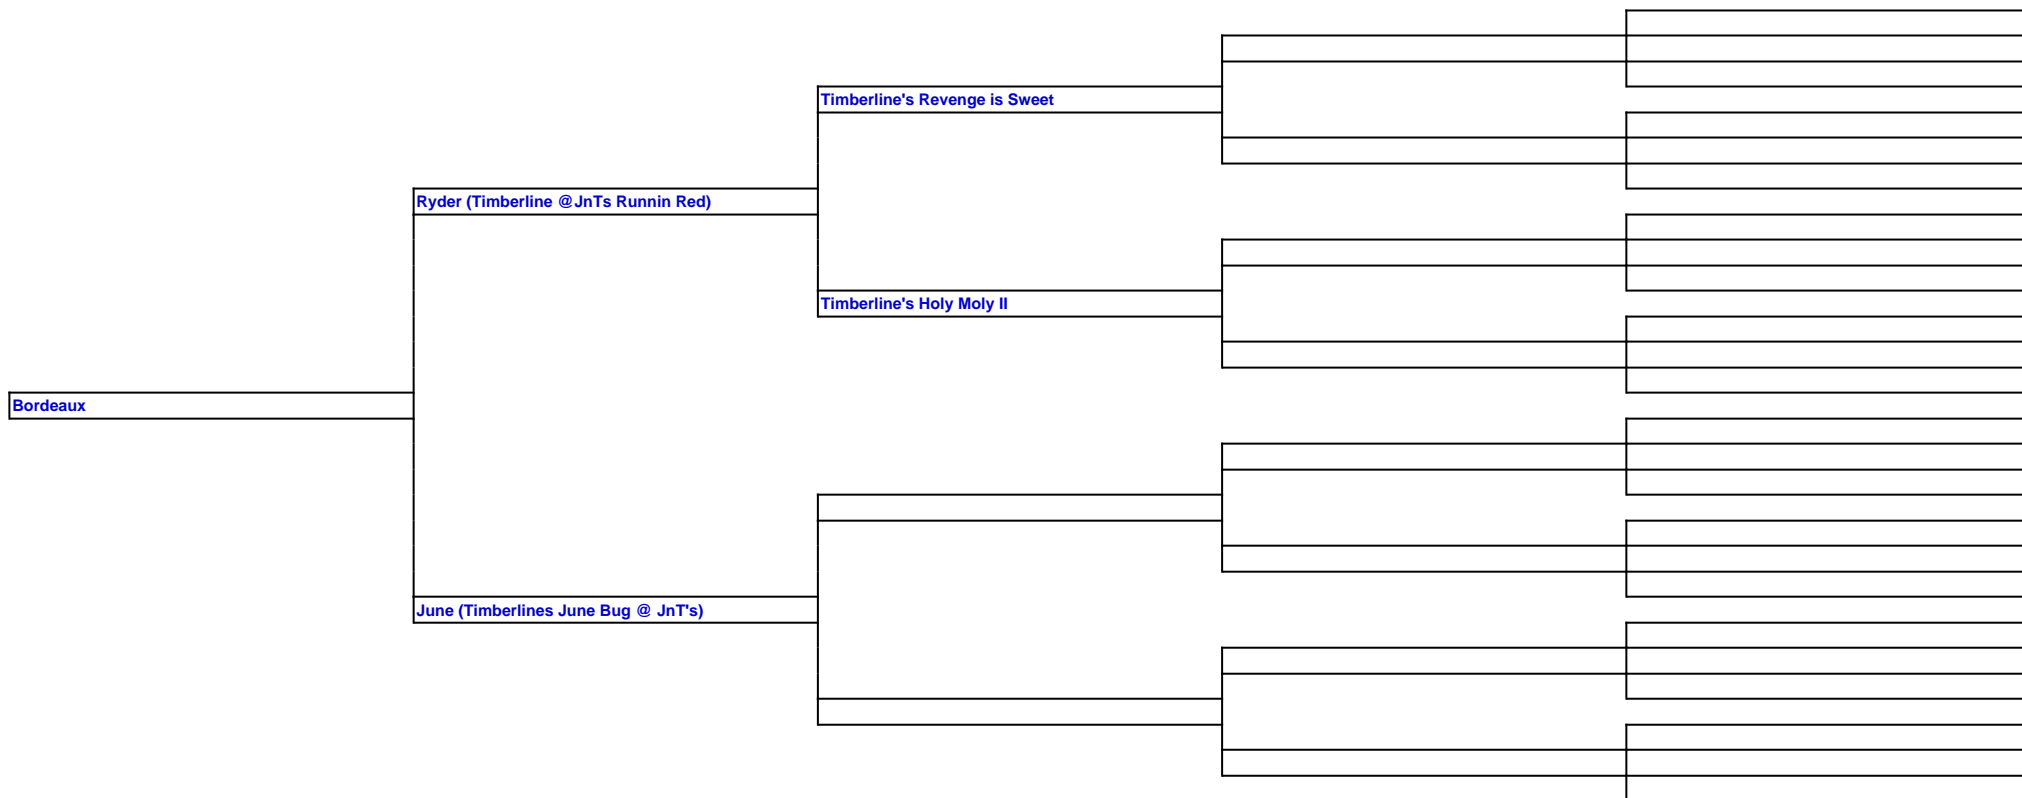 Timberline's Revenge is Sweet
Ryder (Timberline @JnTs Runnin Red)
Timberline's Holy Moly II
Bordeaux
June (Timberlines June Bug @ JnT's)